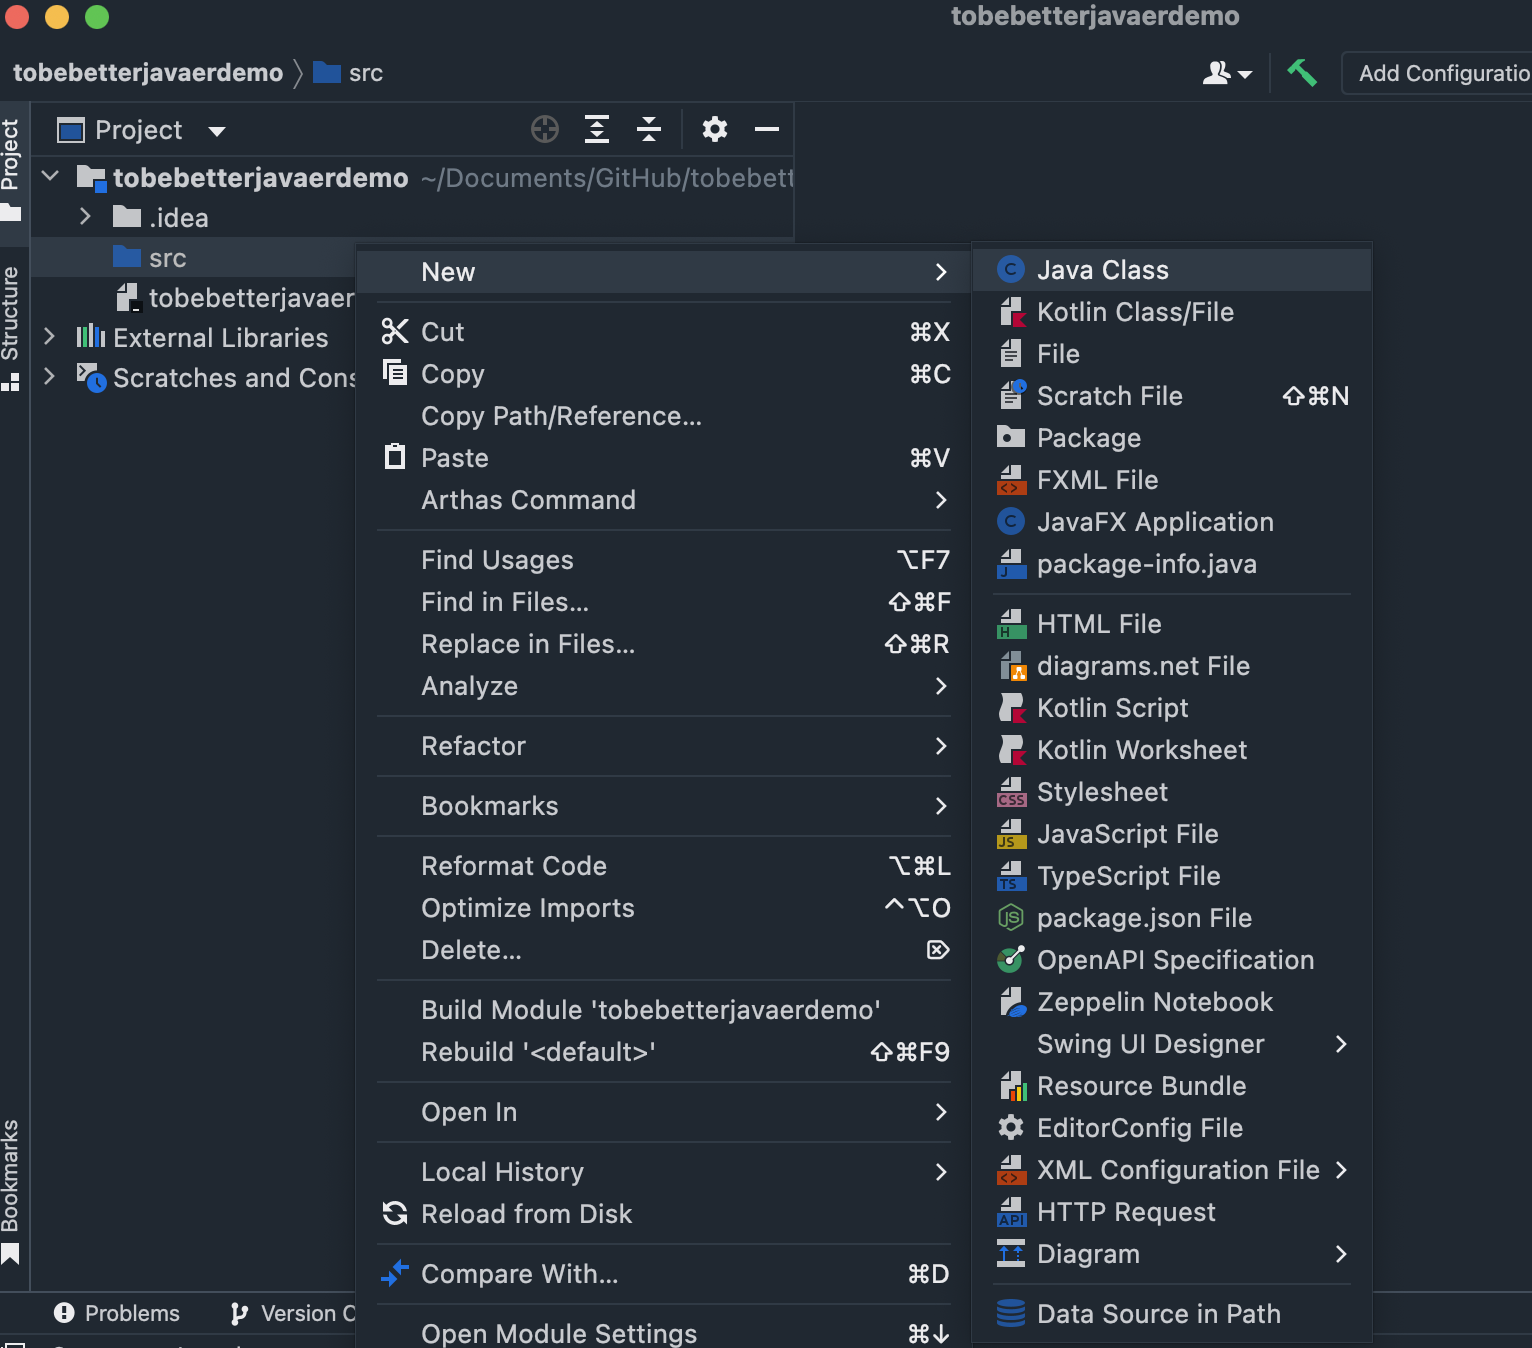 tobebetterjavaerdemo
tobebetterjavaerdemo 〉 src
Add Configuratio
Project
Project
tobebetterjavaerdemo ~/Documents/GitHub/tobebett
.idea
src
tobebetterjavaer
External Libraries
Scratches and Cons
Structure
Bookmarks
New
Cut ⌘X
Copy ⌘C
Copy Path/Reference...
Paste ⌘V
Arthas Command
Find Usages ⌥F7
Find in Files... ⇧⌘F
Replace in Files... ⇧⌘R
Analyze
Refactor
Bookmarks
Reformat Code ⌥⌘L
Optimize Imports ^⌥O
Delete... ⌦
Build Module 'tobebetterjavaerdemo'
Rebuild '<default>' ⇧⌘F9
Open In
Local History
Reload from Disk
Compare With... ⌘D
Open Module Settings ⌘↓
Java Class
Kotlin Class/File
File
Scratch File ⇧⌘N
Package
FXML File
JavaFX Application
package-info.java
HTML File
diagrams.net File
Kotlin Script
Kotlin Worksheet
Stylesheet
JavaScript File
TypeScript File
package.json File
OpenAPI Specification
Zeppelin Notebook
Swing UI Designer
Resource Bundle
EditorConfig File
XML Configuration File
HTTP Request
Diagram
Data Source in Path
Problems
Version C